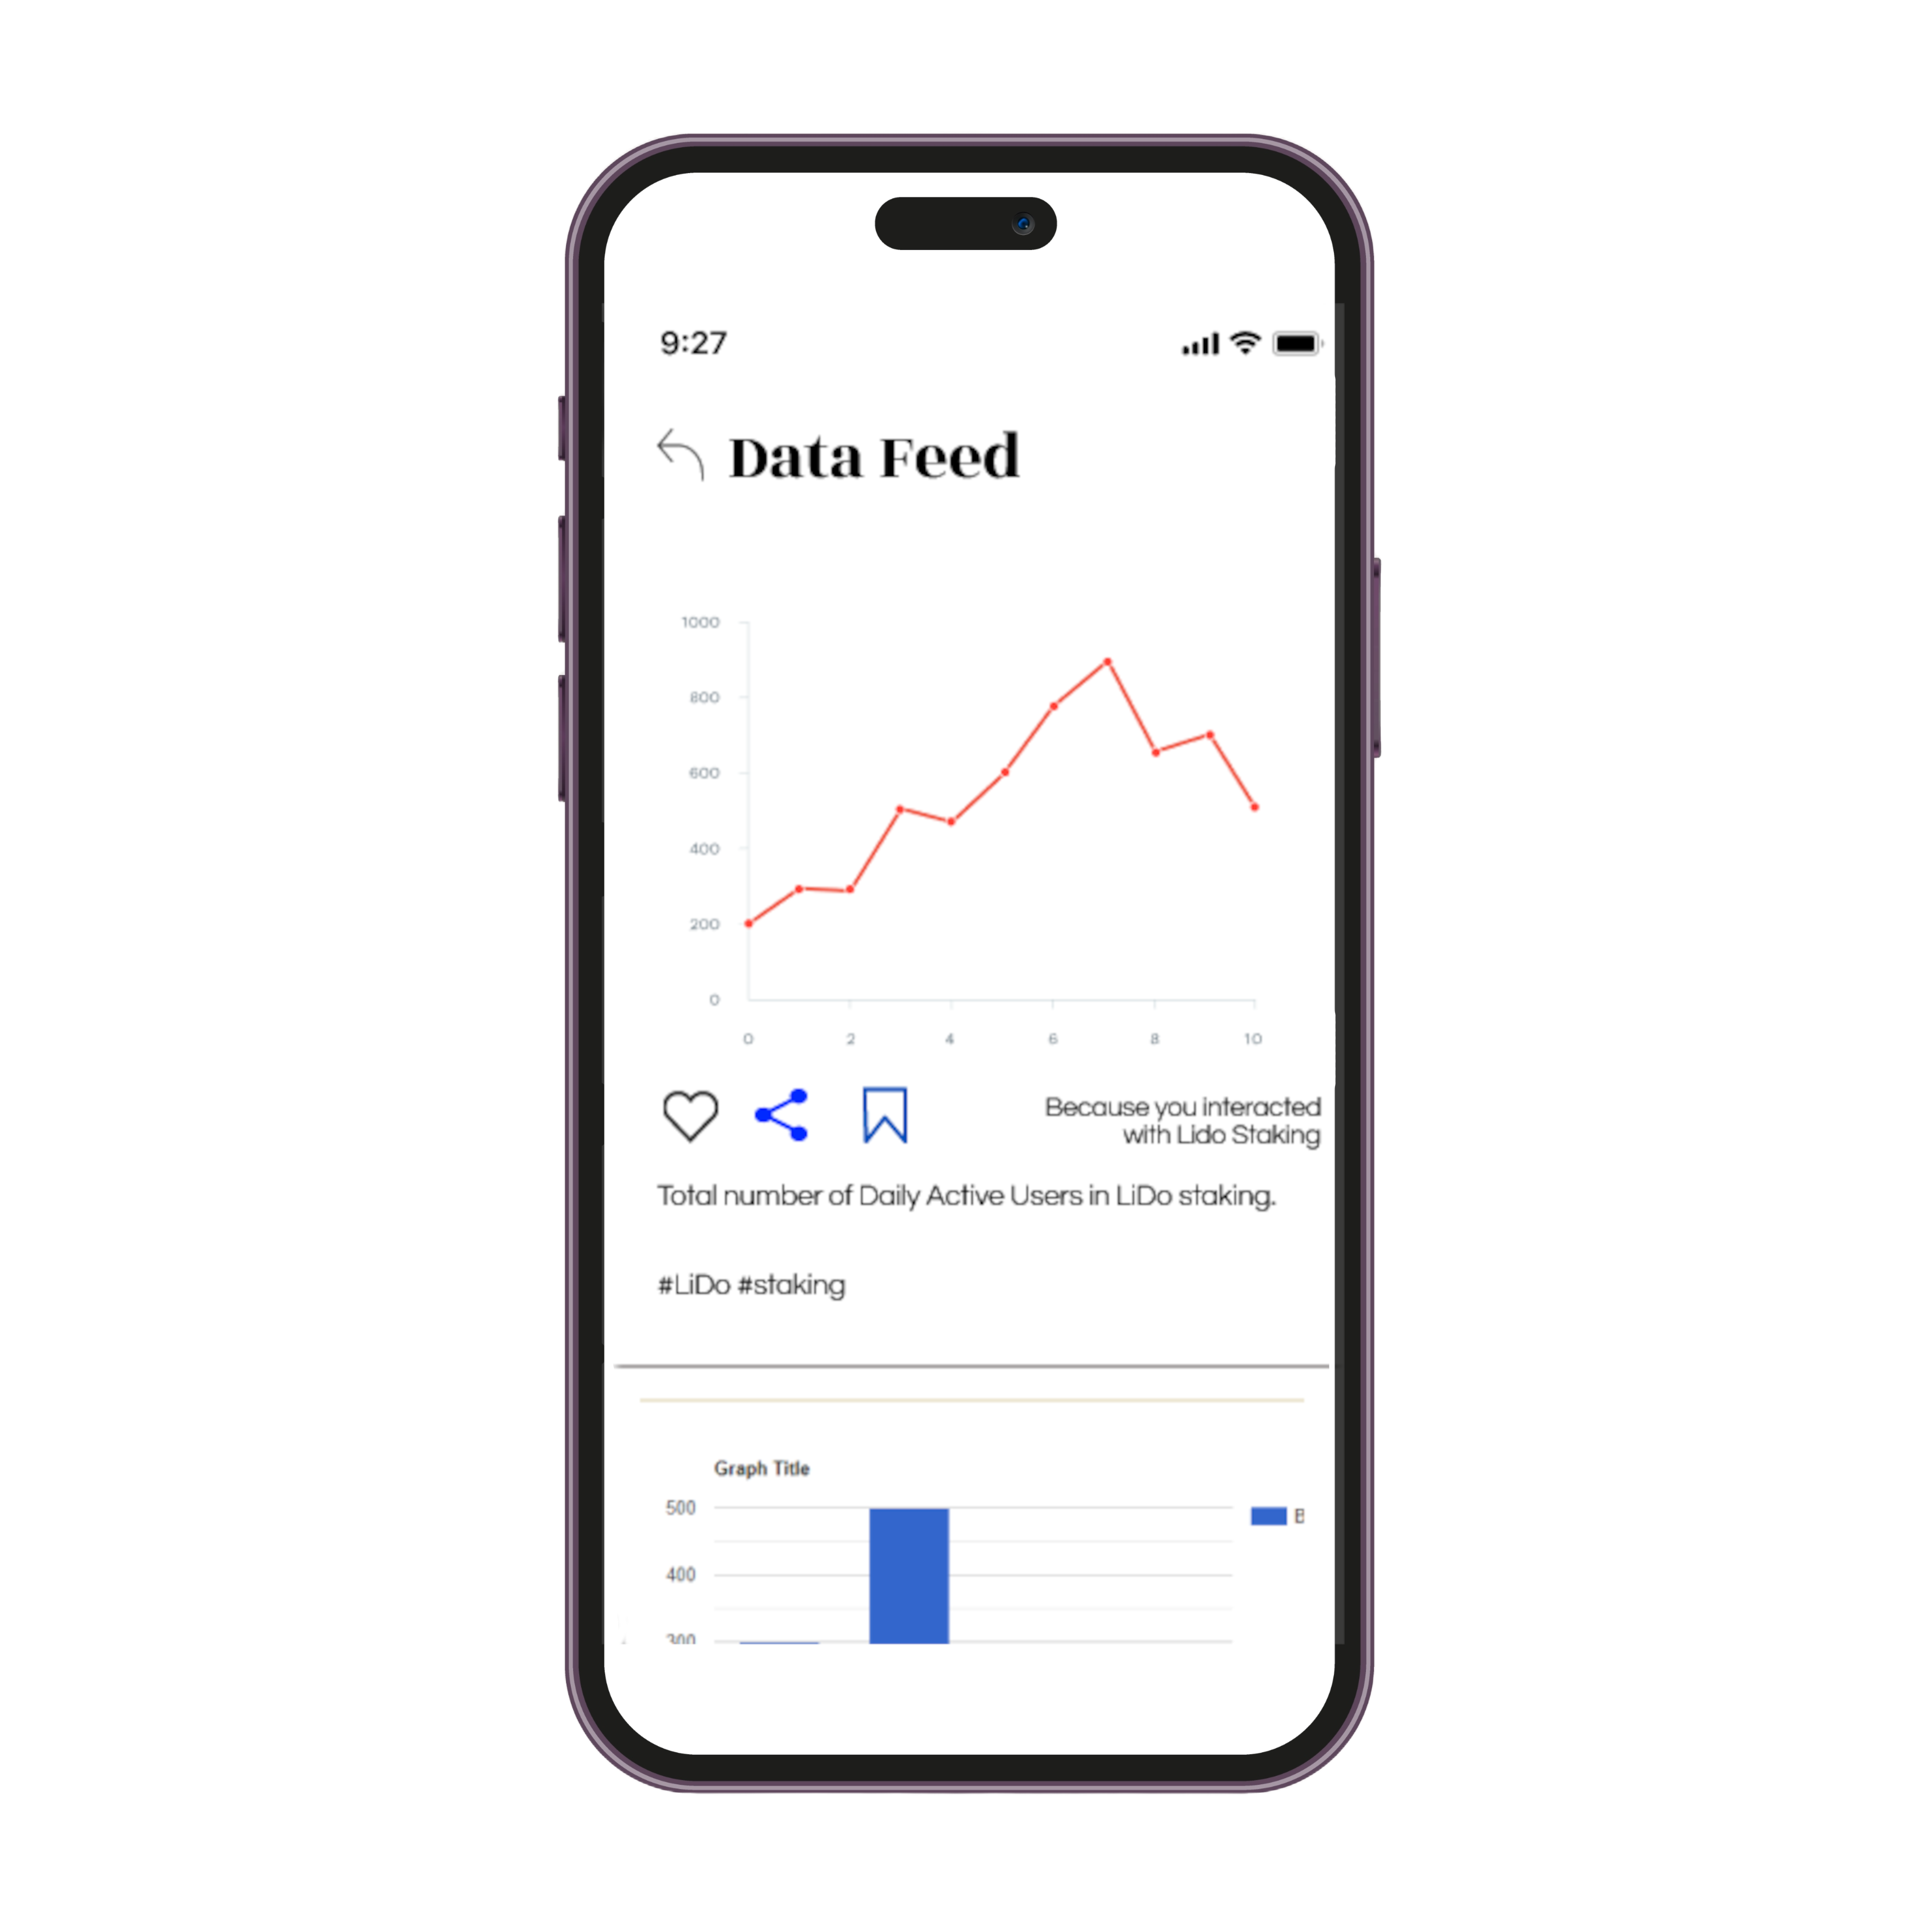 9:27
Data Feed
1000
800
600
400
200
0
0 2 4 6 8 10
Because you interacted
with Lido Staking
Total number of Daily Active Users in LiDo staking.
#LiDo #staking
Graph Title
500
400
300